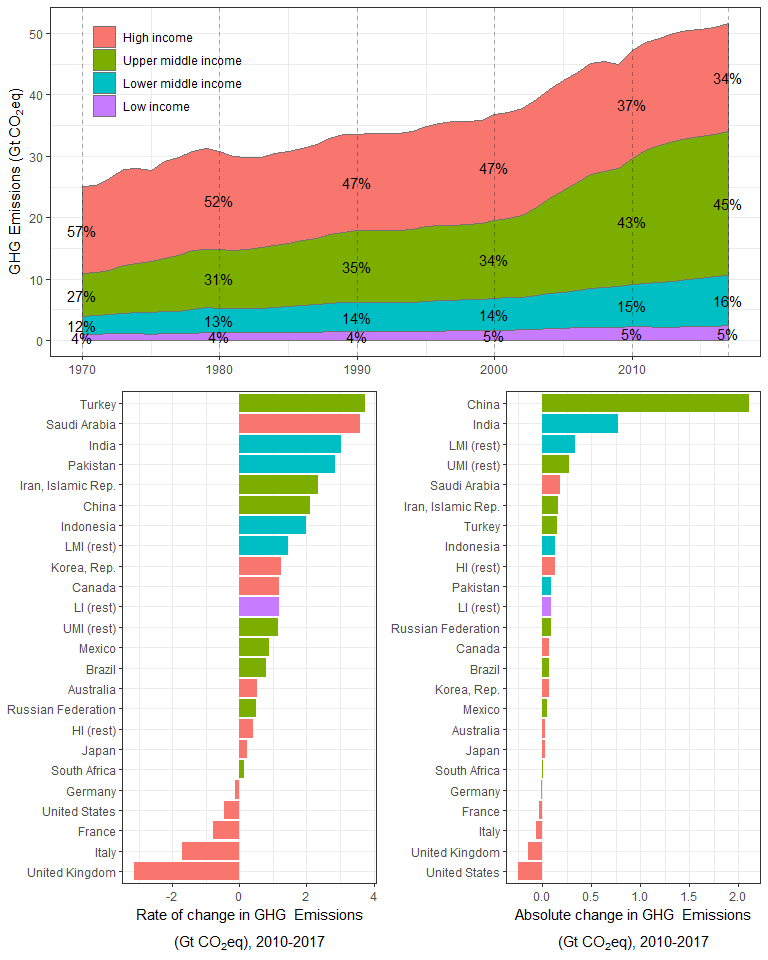 GHG Emissions (Gt CO₂eq)
50
40
30
20
10
0
High income
Upper middle income
Lower middle income
Low income
57%
27%
12%
4%
52%
31%
13%
4%
47%
35%
14%
4%
47%
34%
14%
5%
37%
43%
15%
5%
34%
45%
16%
5%
1970 1980 1990 2000 2010
Turkey
Saudi Arabia
India
Pakistan
Iran, Islamic Rep.
China
Indonesia
LMI (rest)
Korea, Rep.
Canada
LI (rest)
UMI (rest)
Mexico
Brazil
Australia
Russian Federation
HI (rest)
Japan
South Africa
Germany
United States
France
Italy
United Kingdom
-2 0 2 4
Rate of change in GHG Emissions
(Gt CO₂eq), 2010-2017
China
India
LMI (rest)
UMI (rest)
Saudi Arabia
Iran, Islamic Rep.
Turkey
Indonesia
HI (rest)
Pakistan
LI (rest)
Russian Federation
Canada
Brazil
Korea, Rep.
Mexico
Australia
Japan
South Africa
Germany
France
Italy
United Kingdom
United States
0.0 0.5 1.0 1.5 2.0
Absolute change in GHG Emissions
(Gt CO₂eq), 2010-2017